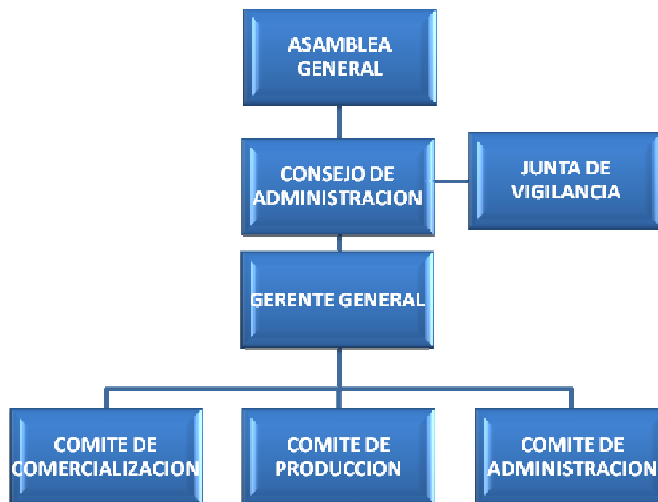 ASAMBLEA
GENERAL
CONSEJO DE
ADMINISTRACION
JUNTA DE
VIGILANCIA
GERENTE GENERAL
COMITE DE
COMERCIALIZACION
COMITE DE
PRODUCCION
COMITE DE
ADMINISTRACION